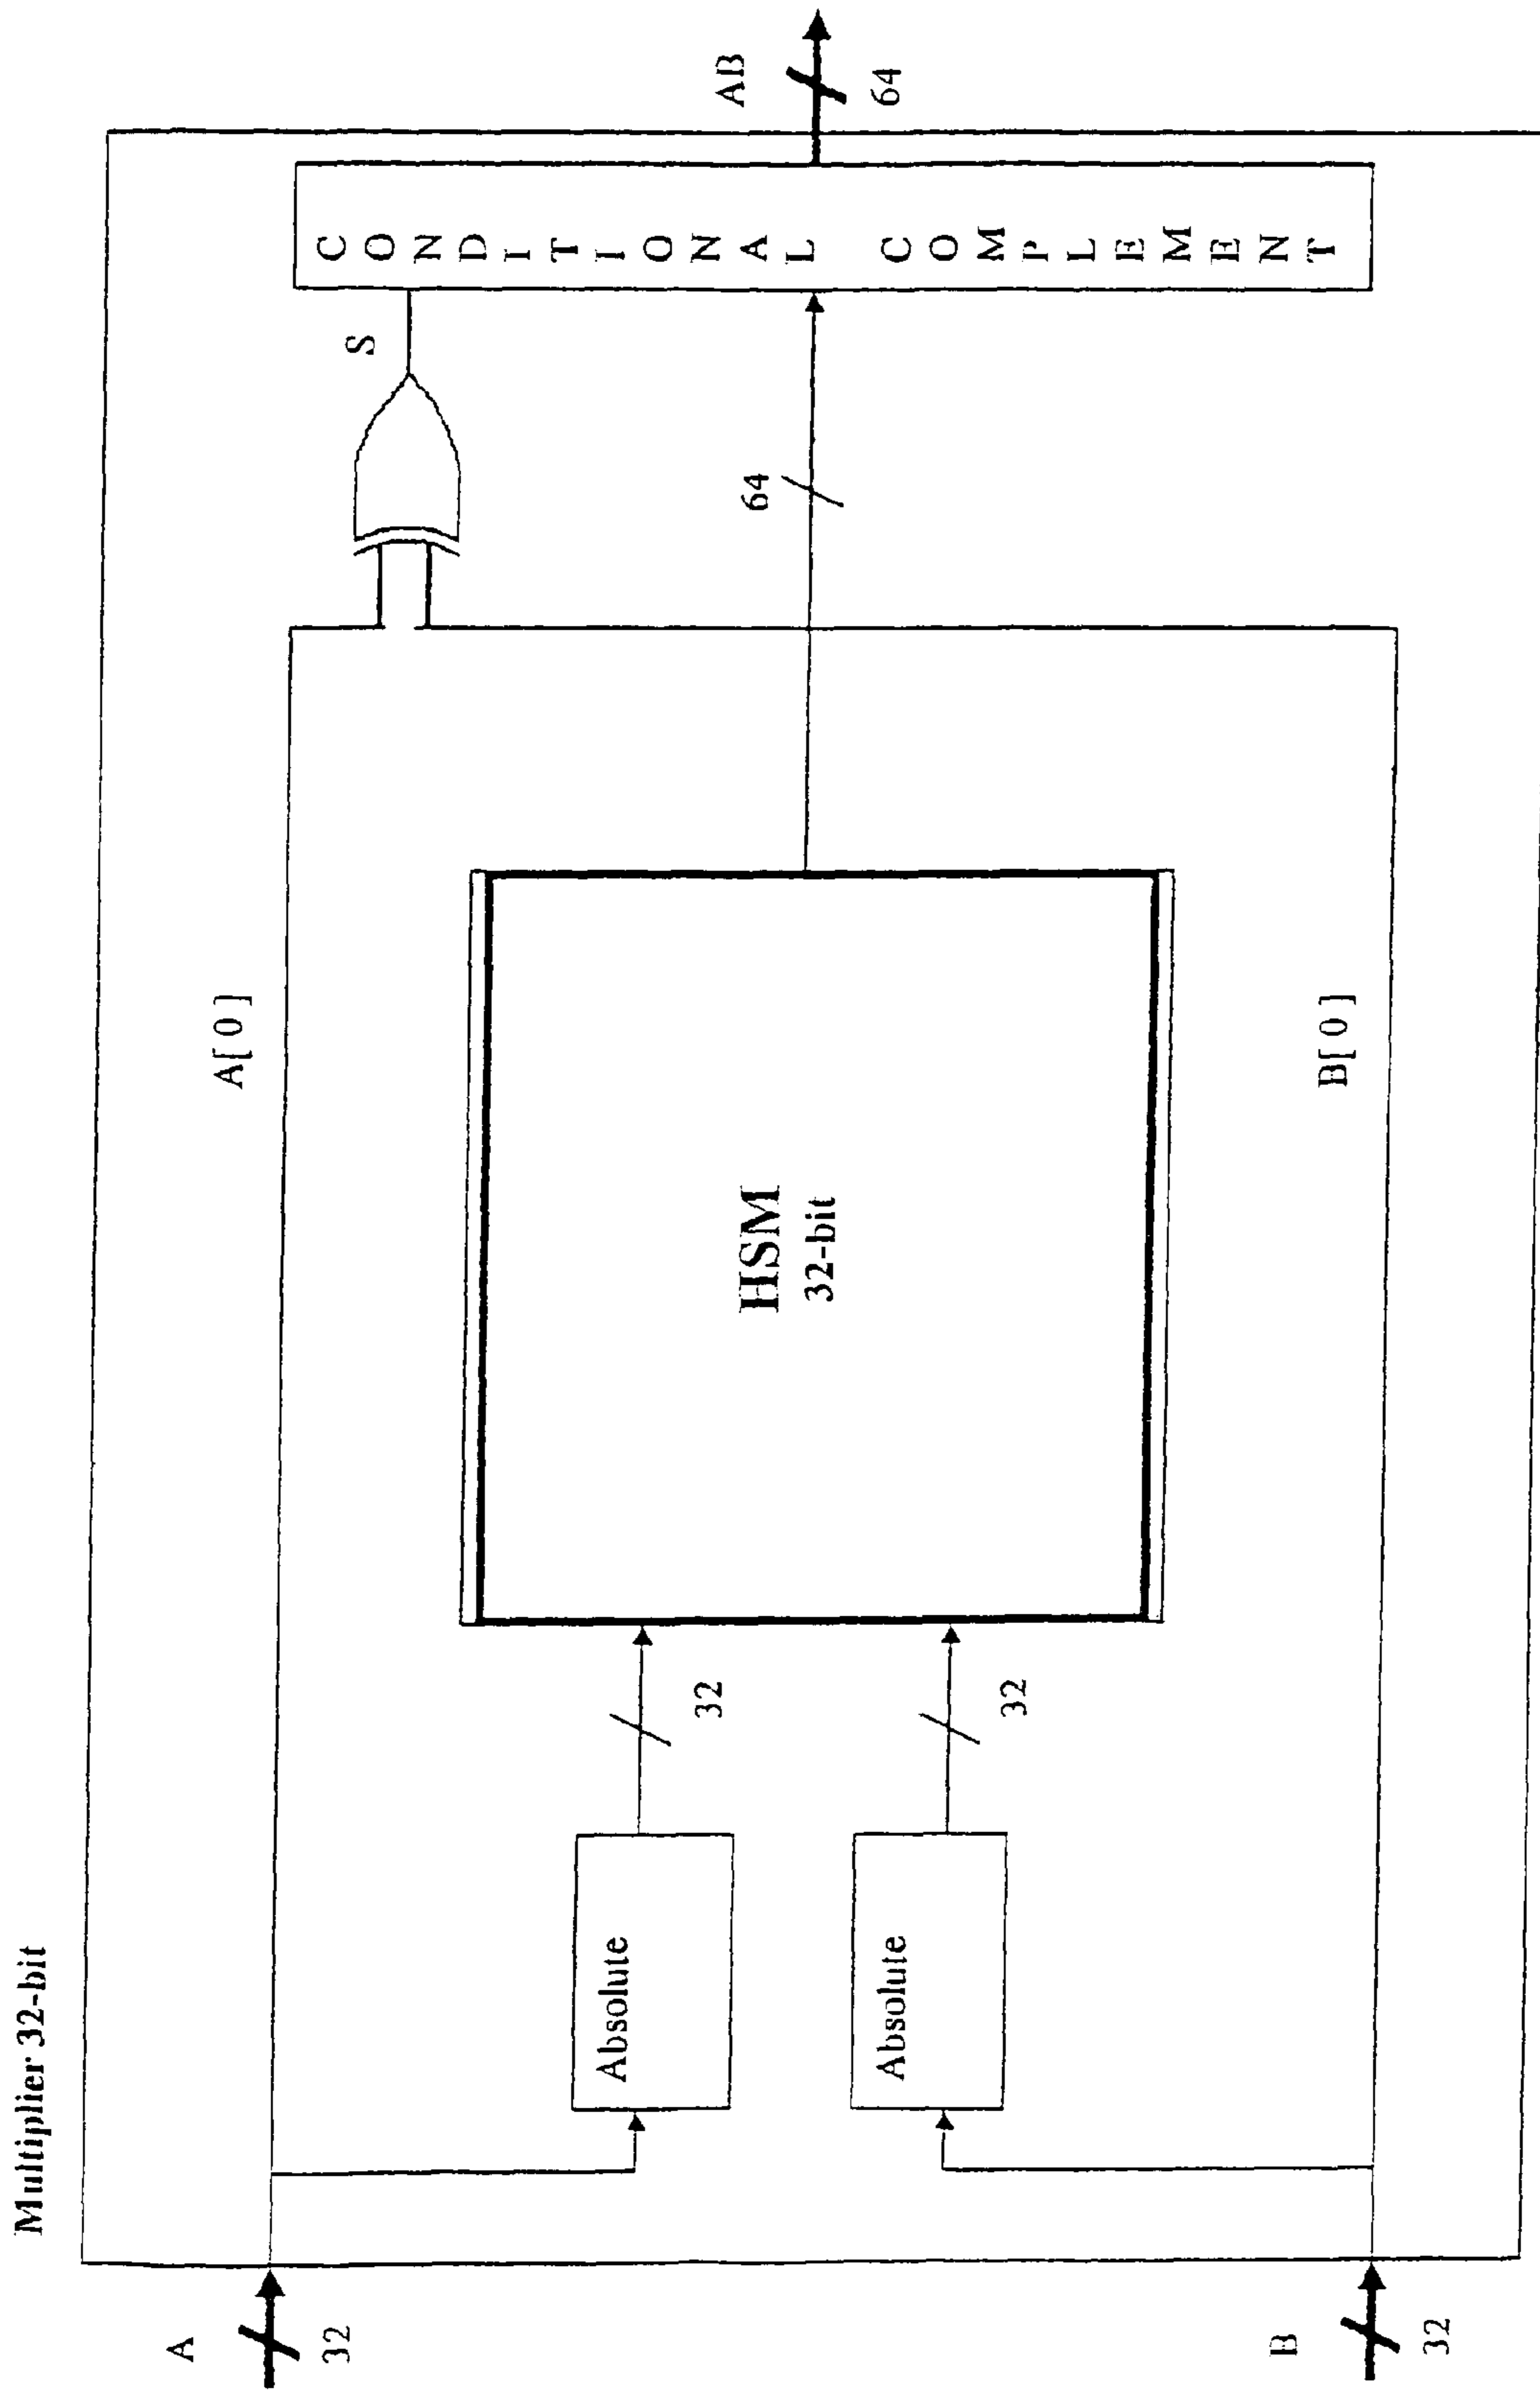 Multiplier 32-bit
A
32
A[ 0 ]
S
Absolute
32
HSM
32-bit
64
CONDITIONAL COMPLEMENT
AB
64
Absolute
32
B
32
B[ 0 ]